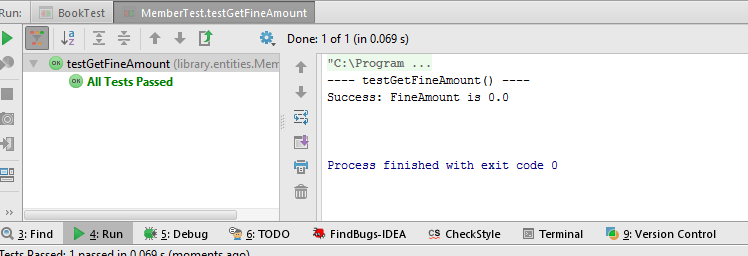 Run: BookTest MemberTest.testGetFineAmount
Done: 1 of 1 (in 0.069 s)
testGetFineAmount (library.entities.Mem
OK All Tests Passed
"C:\Program ...
---- testGetFineAmount() ----
Success: FineAmount is 0.0
Process finished with exit code 0
3: Find 4: Run 5: Debug 6: TODO FindBugs-IDEA CS CheckStyle Terminal 9: Version Control
Tests Passed: 1 passed in 0.069 s (moments ago)